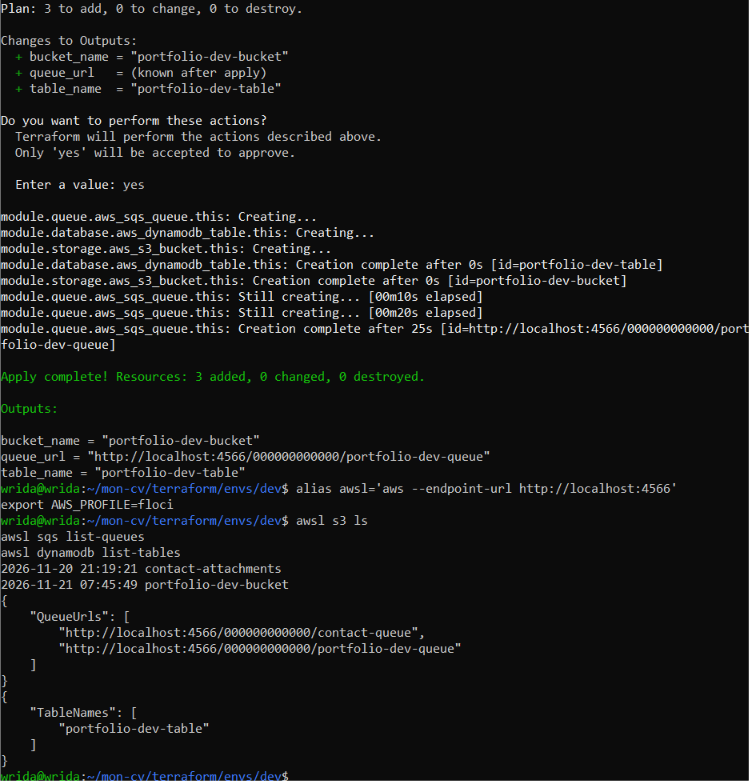 Plan: 3 to add, 0 to change, 0 to destroy.

Changes to Outputs:
  + bucket_name = "portfolio-dev-bucket"
  + queue_url   = (known after apply)
  + table_name  = "portfolio-dev-table"

Do you want to perform these actions?
  Terraform will perform the actions described above.
  Only 'yes' will be accepted to approve.

  Enter a value: yes

module.queue.aws_sqs_queue.this: Creating...
module.database.aws_dynamodb_table.this: Creating...
module.storage.aws_s3_bucket.this: Creating...
module.database.aws_dynamodb_table.this: Creation complete after 0s [id=portfolio-dev-table]
module.storage.aws_s3_bucket.this: Creation complete after 0s [id=portfolio-dev-bucket]
module.queue.aws_sqs_queue.this: Still creating... [00m10s elapsed]
module.queue.aws_sqs_queue.this: Still creating... [00m20s elapsed]
module.queue.aws_sqs_queue.this: Creation complete after 25s [id=http://localhost:4566/000000000000/port
folio-dev-queue]

Apply complete! Resources: 3 added, 0 changed, 0 destroyed.

Outputs:

bucket_name = "portfolio-dev-bucket"
queue_url = "http://localhost:4566/000000000000/portfolio-dev-queue"
table_name = "portfolio-dev-table"
wrida@wrida:~/mon-cv/terraform/envs/dev$ alias awsl='aws --endpoint-url http://localhost:4566'
export AWS_PROFILE=floci
wrida@wrida:~/mon-cv/terraform/envs/dev$ awsl s3 ls
awsl sqs list-queues
awsl dynamodb list-tables
2026-11-20 21:19:21 contact-attachments
2026-11-21 07:45:49 portfolio-dev-bucket
{
    "QueueUrls": [
        "http://localhost:4566/000000000000/contact-queue",
        "http://localhost:4566/000000000000/portfolio-dev-queue"
    ]
}
{
    "TableNames": [
        "portfolio-dev-table"
    ]
}
wrida@wrida:~/mon-cv/terraform/envs/dev$